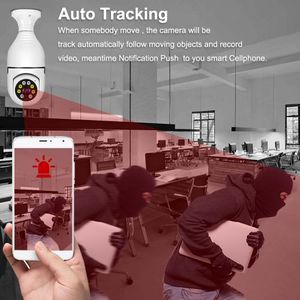 Auto Tracking
When somebody move , the camera will be
track automatically follow moving objects and record
video, meantime Notification Push to you smart Cellphone.